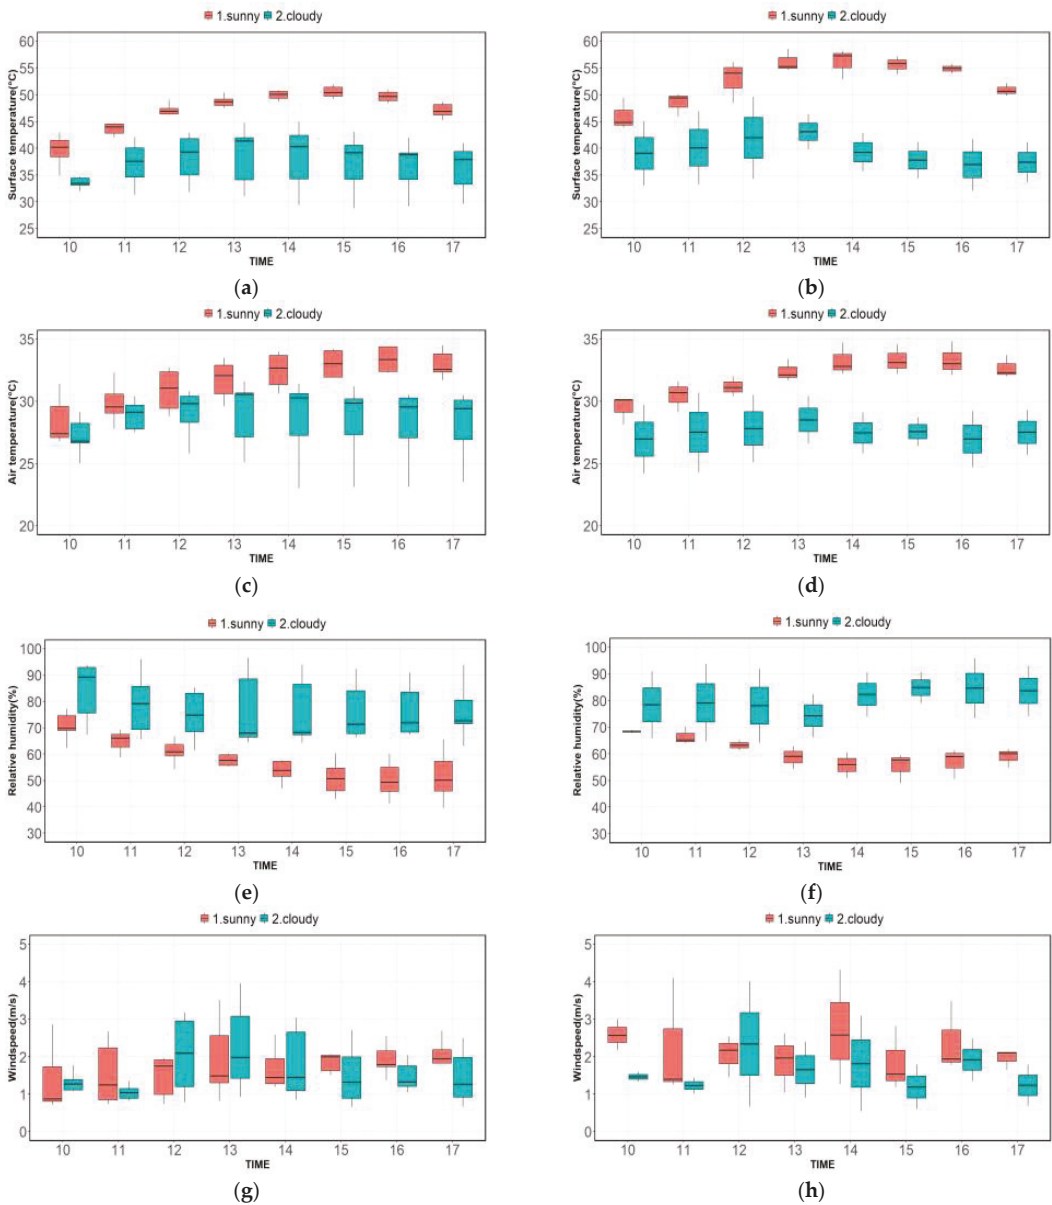 1.sunny 2.cloudy
Surface temperature(°C)
60
55
50
45
40
35
30
25
10 11 12 13 14 15 16 17
TIME
(a)
1.sunny 2.cloudy
Surface temperature(°C)
60
55
50
45
40
35
30
25
10 11 12 13 14 15 16 17
TIME
(b)
1.sunny 2.cloudy
Air temperature(°C)
35
30
25
20
10 11 12 13 14 15 16 17
TIME
(c)
1.sunny 2.cloudy
Air temperature(°C)
35
30
25
20
10 11 12 13 14 15 16 17
TIME
(d)
1.sunny 2.cloudy
Relative humidity(%)
100
90
80
70
60
50
40
30
10 11 12 13 14 15 16 17
TIME
(e)
1.sunny 2.cloudy
Relative humidity(%)
100
90
80
70
60
50
40
30
10 11 12 13 14 15 16 17
TIME
(f)
1.sunny 2.cloudy
Windspeed(m/s)
5
4
3
2
1
0
10 11 12 13 14 15 16 17
TIME
(g)
1.sunny 2.cloudy
Windspeed(m/s)
5
4
3
2
1
0
10 11 12 13 14 15 16 17
TIME
(h)